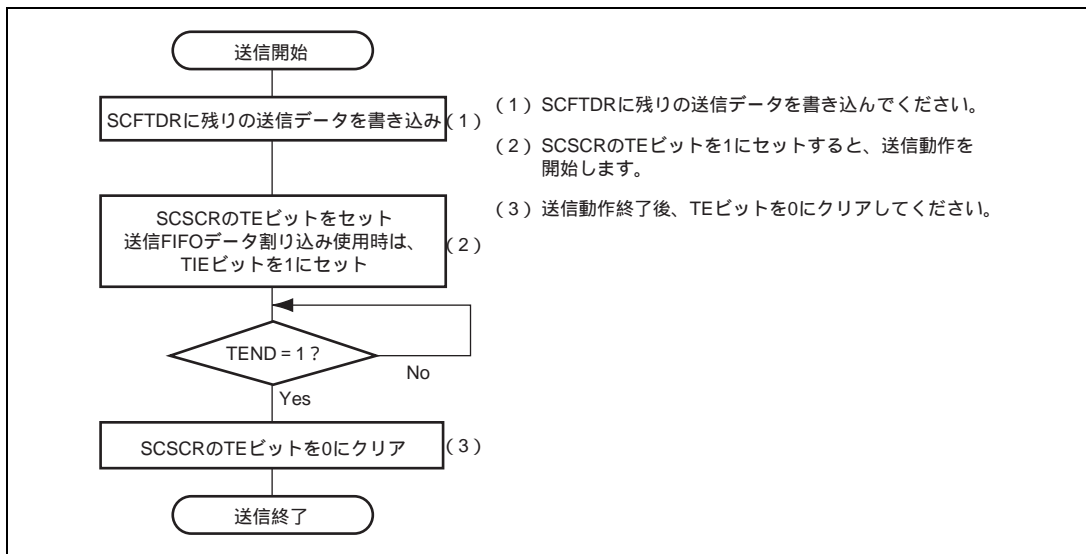 送信開始
SCFTDRに残りの送信データを書き込み(1)
(1)SCFTDRに残りの送信データを書き込んでください。
(2)SCSCRのTEビットを1にセットすると、送信動作を
開始します。
(3)送信動作終了後、TEビットを0にクリアしてください。
SCSCRのTEビットをセット
送信FIFOデータ割り込み使用時は、
TIEビットを1にセット
(2)
TEND = 1 ?
No
Yes
SCSCRのTEビットを0にクリア (3)
送信終了